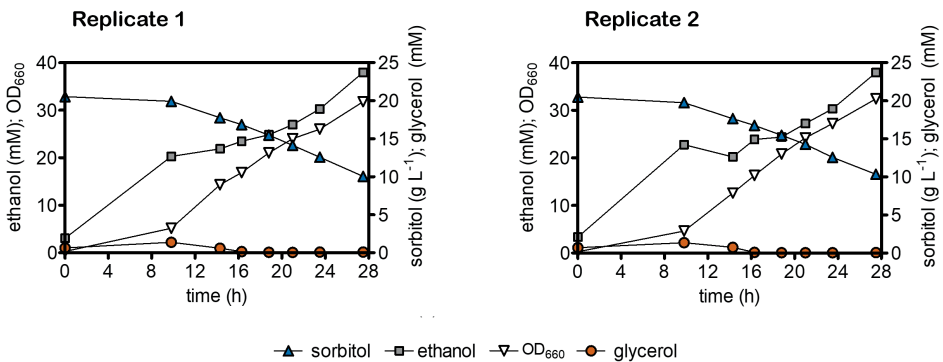 Replicate 1
ethanol (mM); OD660
40
30
20
10
0
25
20
15
10
5
0
sorbitol (g L-1); glycerol (mM)
0 4 8 12 16 20 24 28
time (h)
Replicate 2
ethanol (mM); OD660
40
30
20
10
0
25
20
15
10
5
0
sorbitol (g L-1); glycerol (mM)
0 4 8 12 16 20 24 28
time (h)
sorbitol ethanol OD660 glycerol